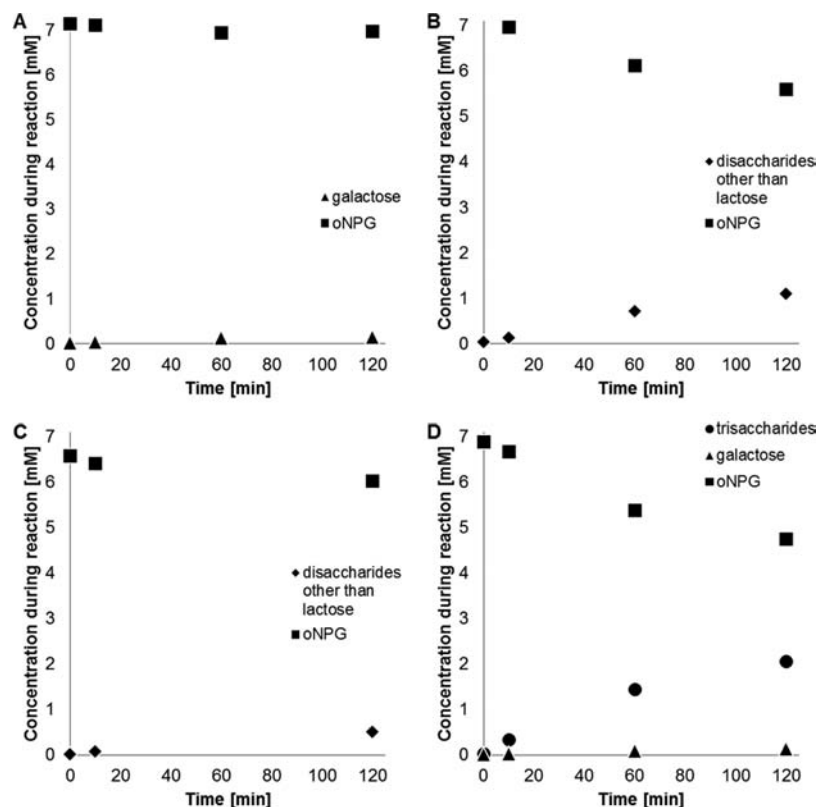 A
Concentration during reaction [mM]
7
6
5
4
3
2
1
0
galactose
oNPG
0 20 40 60 80 100 120
Time [min]
B
Concentration during reaction [mM]
7
6
5
4
3
2
1
0
disaccharides
other than
lactose
oNPG
0 20 40 60 80 100 120
Time [min]
C
Concentration during reaction [mM]
7
6
5
4
3
2
1
0
disaccharides
other than
lactose
oNPG
0 20 40 60 80 100 120
Time [min]
D
Concentration during reaction [mM]
7
6
5
4
3
2
1
0
trisaccharides
galactose
oNPG
0 20 40 60 80 100 120
Time [min]